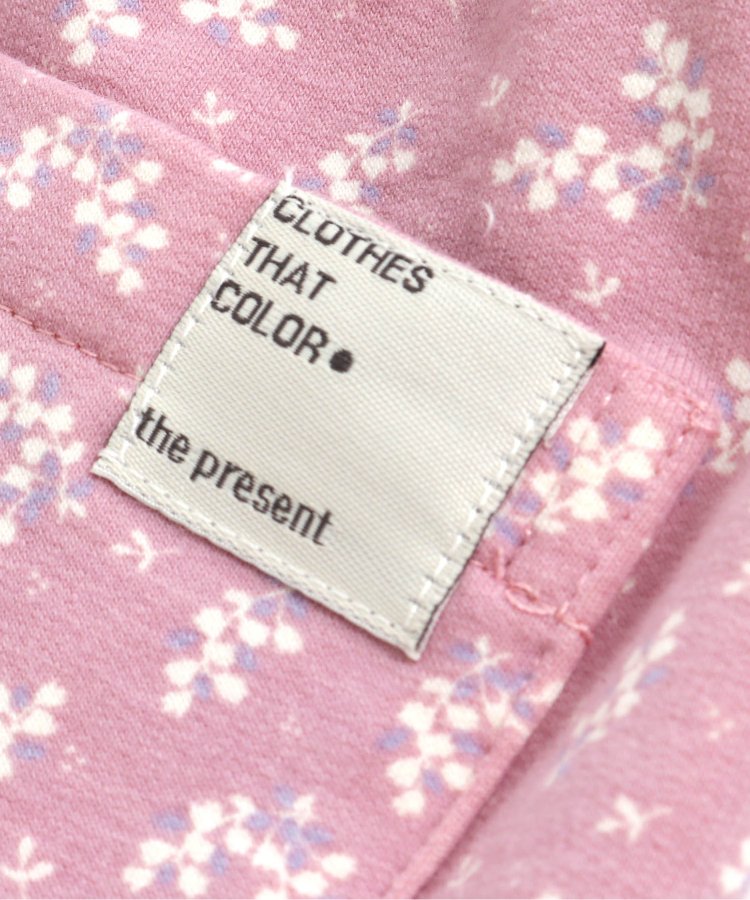 CLOTHES
THAT
COLOR●
the present